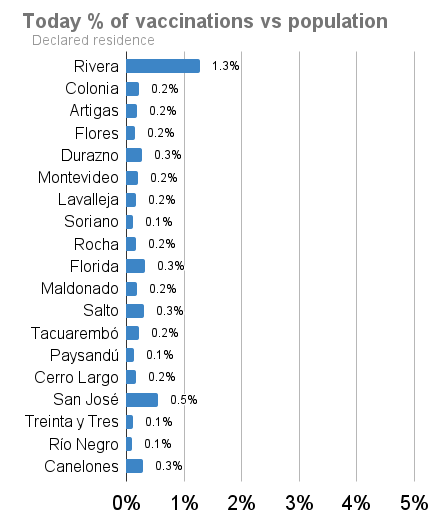 Today % of vaccinations vs population
Declared residence
Rivera 1.3%
Colonia 0.2%
Artigas 0.2%
Flores 0.2%
Durazno 0.3%
Montevideo 0.2%
Lavalleja 0.2%
Soriano 0.1%
Rocha 0.2%
Florida 0.3%
Maldonado 0.2%
Salto 0.3%
Tacuarembó 0.2%
Paysandú 0.1%
Cerro Largo 0.2%
San José 0.5%
Treinta y Tres 0.1%
Río Negro 0.1%
Canelones 0.3%
0% 1% 2% 3% 4% 5%